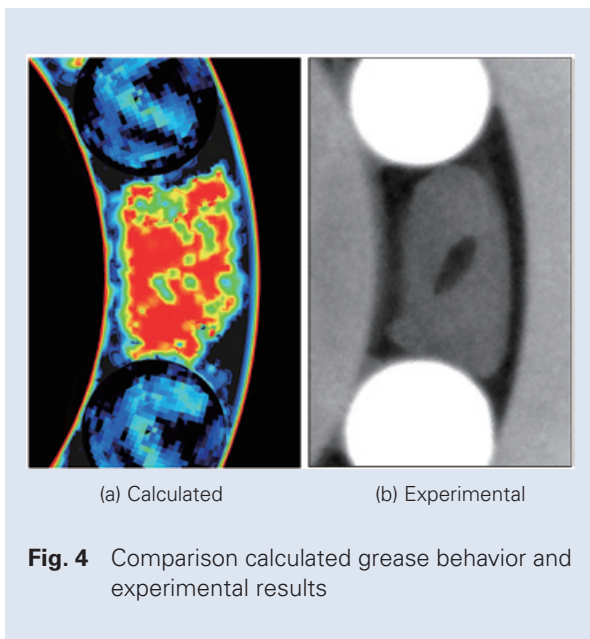 (a) Calculated
(b) Experimental
Fig. 4 Comparison calculated grease behavior and
experimental results